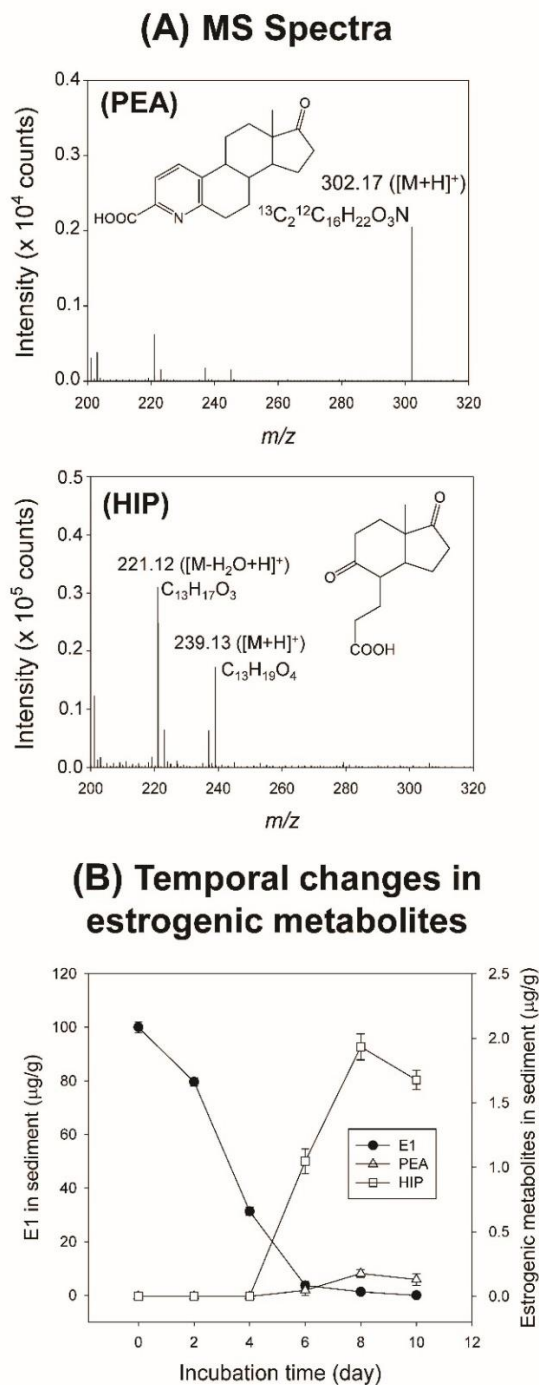 (A) MS Spectra
(PEA)
O
HOOC
N
302.17 ([M+H]⁺)
¹³C₂¹²C₁₆H₂₂O₃N
Intensity (x 10⁴ counts)
0.4
0.3
0.2
0.1
0.0
200 220 240 260 280 300 320
m/z
(HIP)
O
O
COOH
221.12 ([M-H₂O+H]⁺)
C₁₃H₁₇O₃
239.13 ([M+H]⁺)
C₁₃H₁₉O₄
Intensity (x 10⁵ counts)
0.5
0.4
0.3
0.2
0.1
0.0
200 220 240 260 280 300 320
m/z
(B) Temporal changes in
estrogenic metabolites
E1 in sediment (µg/g)
120
100
80
60
40
20
0
Estrogenic metabolites in sediment (µg/g)
2.5
2.0
1.5
1.0
0.5
0.0
E1
PEA
HIP
0 2 4 6 8 10 12
Incubation time (day)